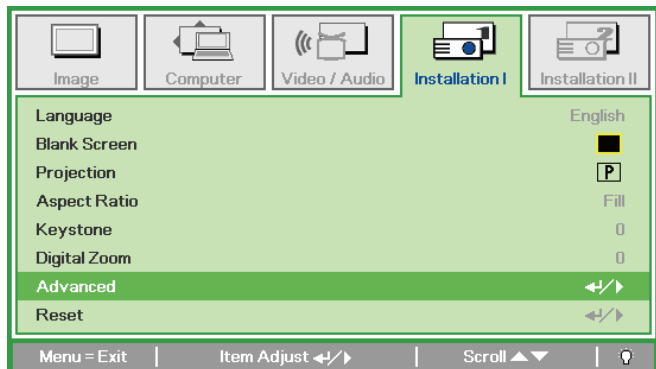 Image Computer Video / Audio Installation I Installation II
Language English
Blank Screen
Projection P
Aspect Ratio Fill
Keystone 0
Digital Zoom 0
Advanced
Reset
Menu = Exit Item Adjust Scroll